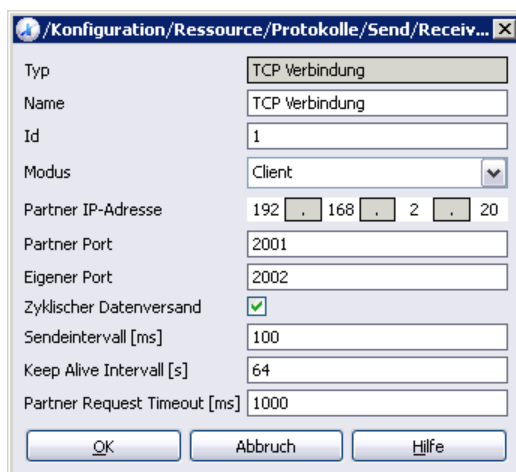 /Konfiguration/Ressource/Protokolle/Send/Receiv...
Typ TCP Verbindung
Name TCP Verbindung
Id 1
Modus Client
Partner IP-Adresse 192 . 168 . 2 . 20
Partner Port 2001
Eigener Port 2002
Zyklischer Datenversand
Sendeintervall [ms] 100
Keep Alive Intervall [s] 64
Partner Request Timeout [ms] 1000
OK Abbruch Hilfe